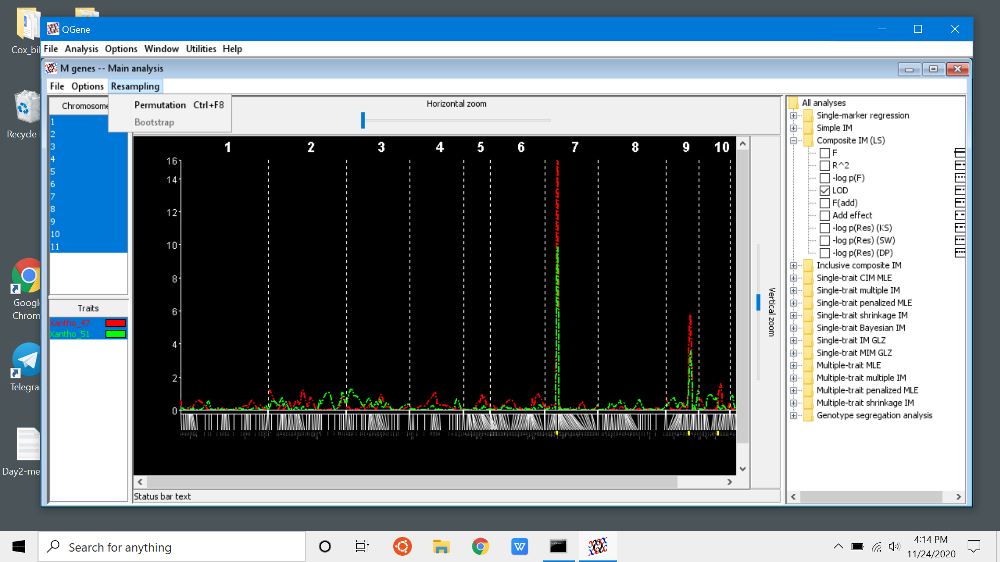 Cox_bil
Recycle
Google
Chrom
Telegra
Day2-me
QGene
File Analysis Options Window Utilities Help
M genes -- Main analysis
File Options Resampling
Permutation Ctrl+F8
Bootstrap
Chromosome
1
2
3
4
5
6
7
8
9
10
11
Traits
Xantho_47
Xantho_51
Horizontal zoom
1 2 3 4 5 6 7 8 9 10
16
14
12
10
8
6
4
2
0
Vertical zoom
Status bar text
All analyses
Single-marker regression
Simple IM
Composite IM (LS)
F
R^2
-log p(F)
LOD
F(add)
Add effect
-log p(Res) (KS)
-log p(Res) (SW)
-log p(Res) (DP)
Inclusive composite IM
Single-trait CIM MLE
Single-trait multiple IM
Single-trait penalized MLE
Single-trait shrinkage IM
Single-trait Bayesian IM
Single-trait IM GLZ
Single-trait MIM GLZ
Multiple-trait MLE
Multiple-trait multiple IM
Multiple-trait penalized MLE
Multiple-trait shrinkage IM
Genotype segregation analysis
Search for anything
4:14 PM
11/24/2020